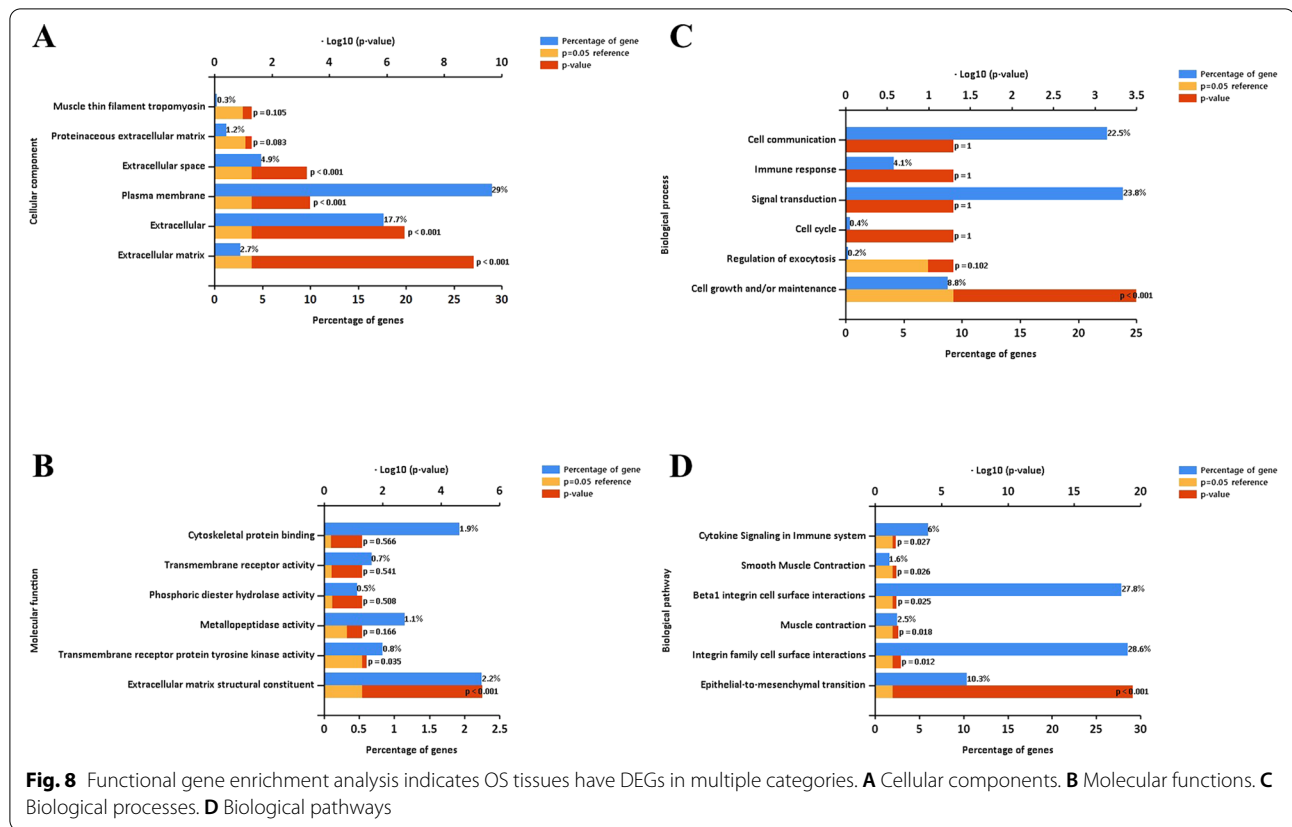 A
- Log10 (p-value)
0 2 4 6 8 10
Percentage of gene
p=0.05 reference
p-value
Cellular component
Muscle thin filament tropomyosin
0.3%
p = 0.105
Proteinaceous extracellular matrix
1.2%
p = 0.083
Extracellular space
4.9%
p < 0.001
Plasma membrane
29%
p < 0.001
Extracellular
17.7%
p < 0.001
Extracellular matrix
2.7%
p < 0.001
0 5 10 15 20 25 30
Percentage of genes
C
- Log10 (p-value)
0 0.5 1 1.5 2 2.5 3 3.5
Percentage of gene
p=0.05 reference
p-value
Biological process
Cell communication
22.5%
p = 1
Immune response
4.1%
p = 1
Signal transduction
23.8%
p = 1
Cell cycle
0.4%
p = 1
Regulation of exocytosis
0.2%
p = 0.102
Cell growth and/or maintenance
8.8%
p < 0.001
0 5 10 15 20 25
Percentage of genes
B
- Log10 (p-value)
0 2 4 6
Percentage of gene
p=0.05 reference
p-value
Molecular function
Cytoskeletal protein binding
1.9%
p = 0.566
Transmembrane receptor activity
0.7%
p = 0.541
Phosphoric diester hydrolase activity
0.5%
p = 0.508
Metallopeptidase activity
1.1%
p = 0.166
Transmembrane receptor protein tyrosine kinase activity
0.8%
p = 0.035
Extracellular matrix structural constituent
2.2%
p < 0.001
0 0.5 1 1.5 2 2.5
Percentage of genes
D
- Log10 (p-value)
0 5 10 15 20
Percentage of gene
p=0.05 reference
p-value
Biological pathway
Cytokine Signaling in Immune system
6%
p = 0.027
Smooth Muscle Contraction
1.6%
p = 0.026
Beta1 integrin cell surface interactions
27.8%
p = 0.025
Muscle contraction
2.5%
p = 0.018
Integrin family cell surface interactions
28.6%
p = 0.012
Epithelial-to-mesenchymal transition
10.3%
p < 0.001
0 5 10 15 20 25 30
Percentage of genes
Fig. 8 Functional gene enrichment analysis indicates OS tissues have DEGs in multiple categories. A Cellular components. B Molecular functions. C
Biological processes. D Biological pathways